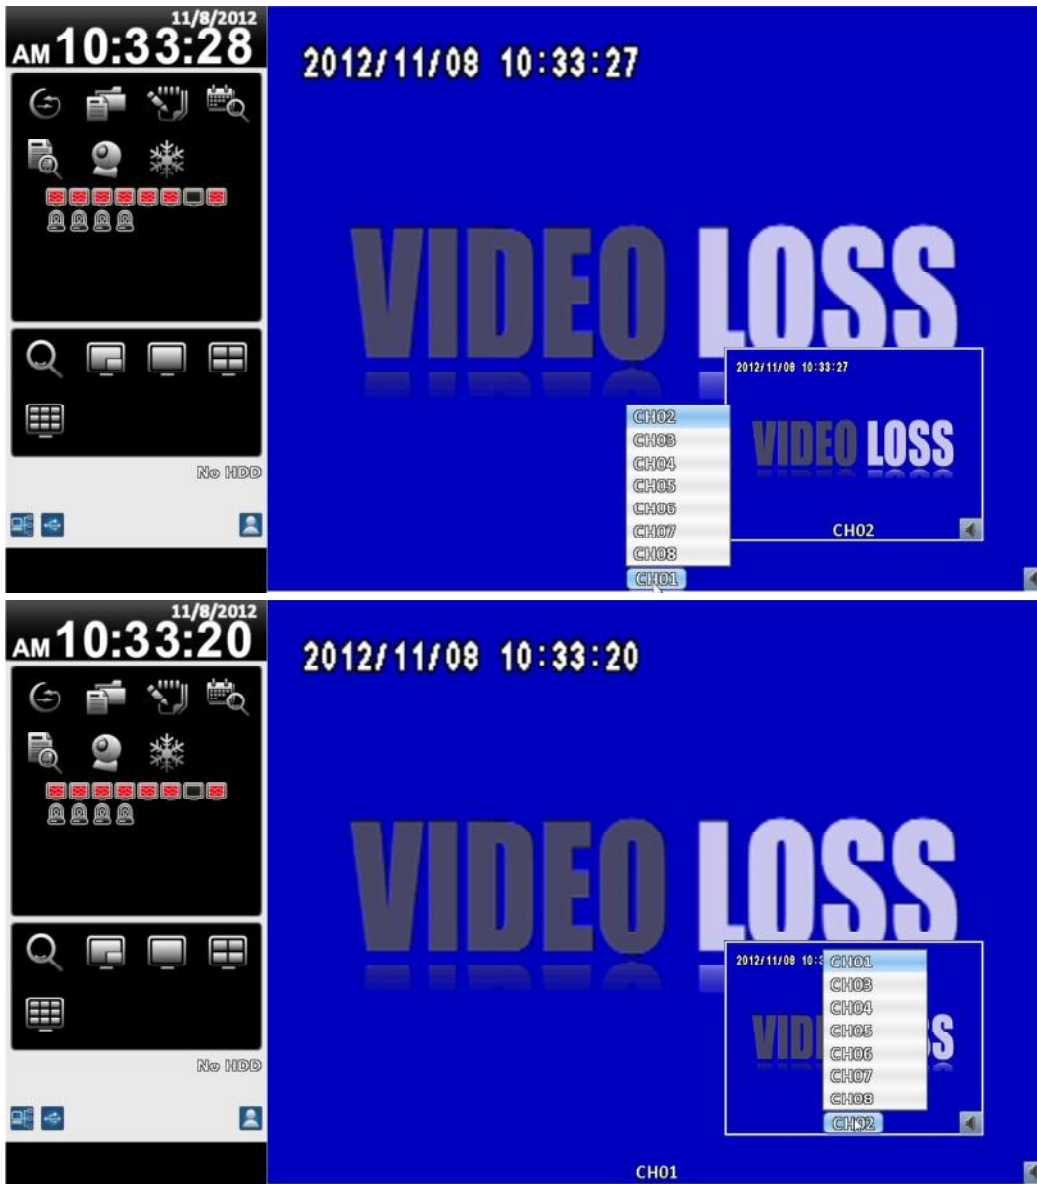 11/8/2012
AM 10:33:28
No HDD
2012/11/08 10:33:27
VIDEO LOSS
2012/11/08 10:33:27
VIDEO LOSS
CH02
CH02
CH03
CH04
CH05
CH06
CH07
CH08
CH01
11/8/2012
AM 10:33:20
No HDD
2012/11/08 10:33:20
VIDEO LOSS
2012/11/08
CH01
CH03
CH04
CH05
CH06
CH07
CH08
CH02
CH01